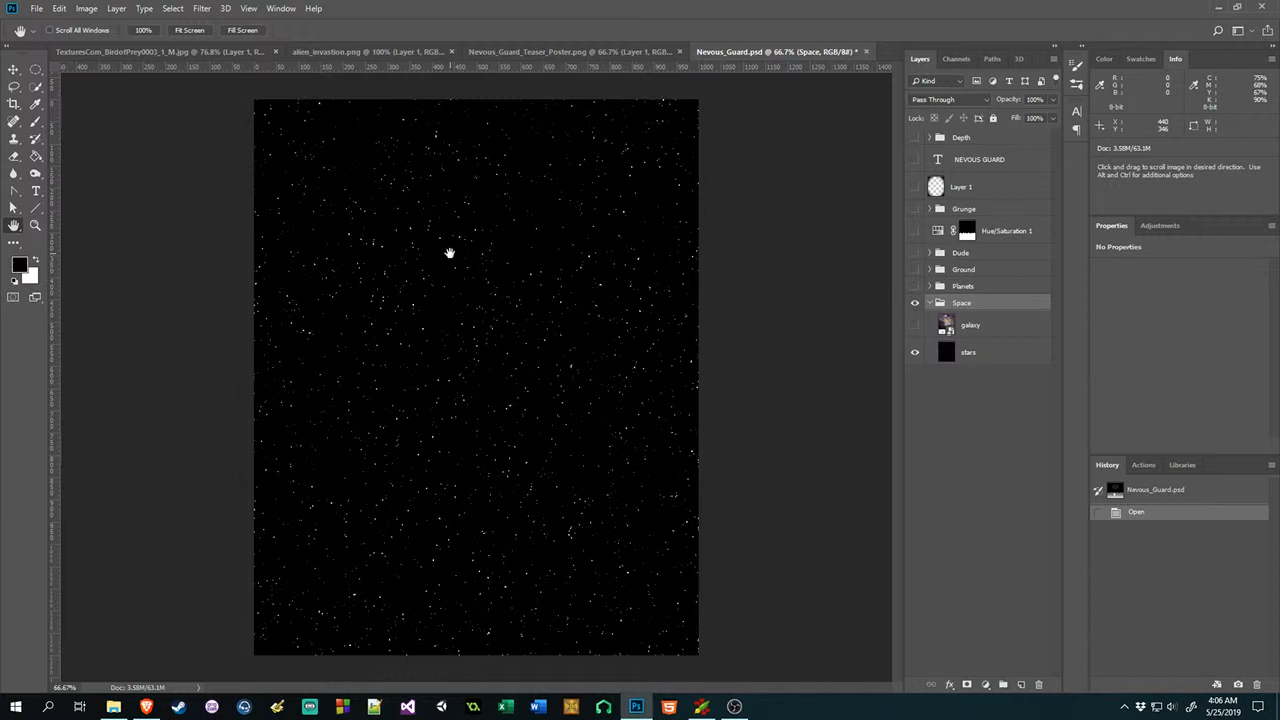 Ps File Edit Image Layer Type Select Filter 3D View Window Help
Scroll All Windows 100% Fit Screen Fill Screen
TexturesCom_BirdofPrey0003_1_M.jpg @ 76.8% (Layer 1, RG... × alien_invastion.png @ 100% (Layer 1, RGB... × Nevous_Guard_Teaser_Poster.png @ 66.7% (Layer 1, RGB... × Nevous_Guard.psd @ 66.7% (Space, RGB/8#) * ×
Layers Channels Paths 3D
Kind
Pass Through Opacity: 100%
Lock: Fill: 100%
Depth
NEVOUS GUARD
Layer 1
Grunge
Hue/Saturation 1
Dude
Ground
Planets
Space
galaxy
stars
Color Swatches Info
R : 0 C : 75%
G : 0 M : 68%
B : 0 Y : 67%
K : 90%
8-bit 8-bit
X : 440 W :
Y : 346 H :
Doc: 3.58M/63.1M
Click and drag to scroll image in desired direction. Use
Alt and Ctrl for additional options
Properties Adjustments
No Properties
History Actions Libraries
Nevous_Guard.psd
Open
66.67% Doc: 3.58M/63.1M
4:06 AM
5/25/2019